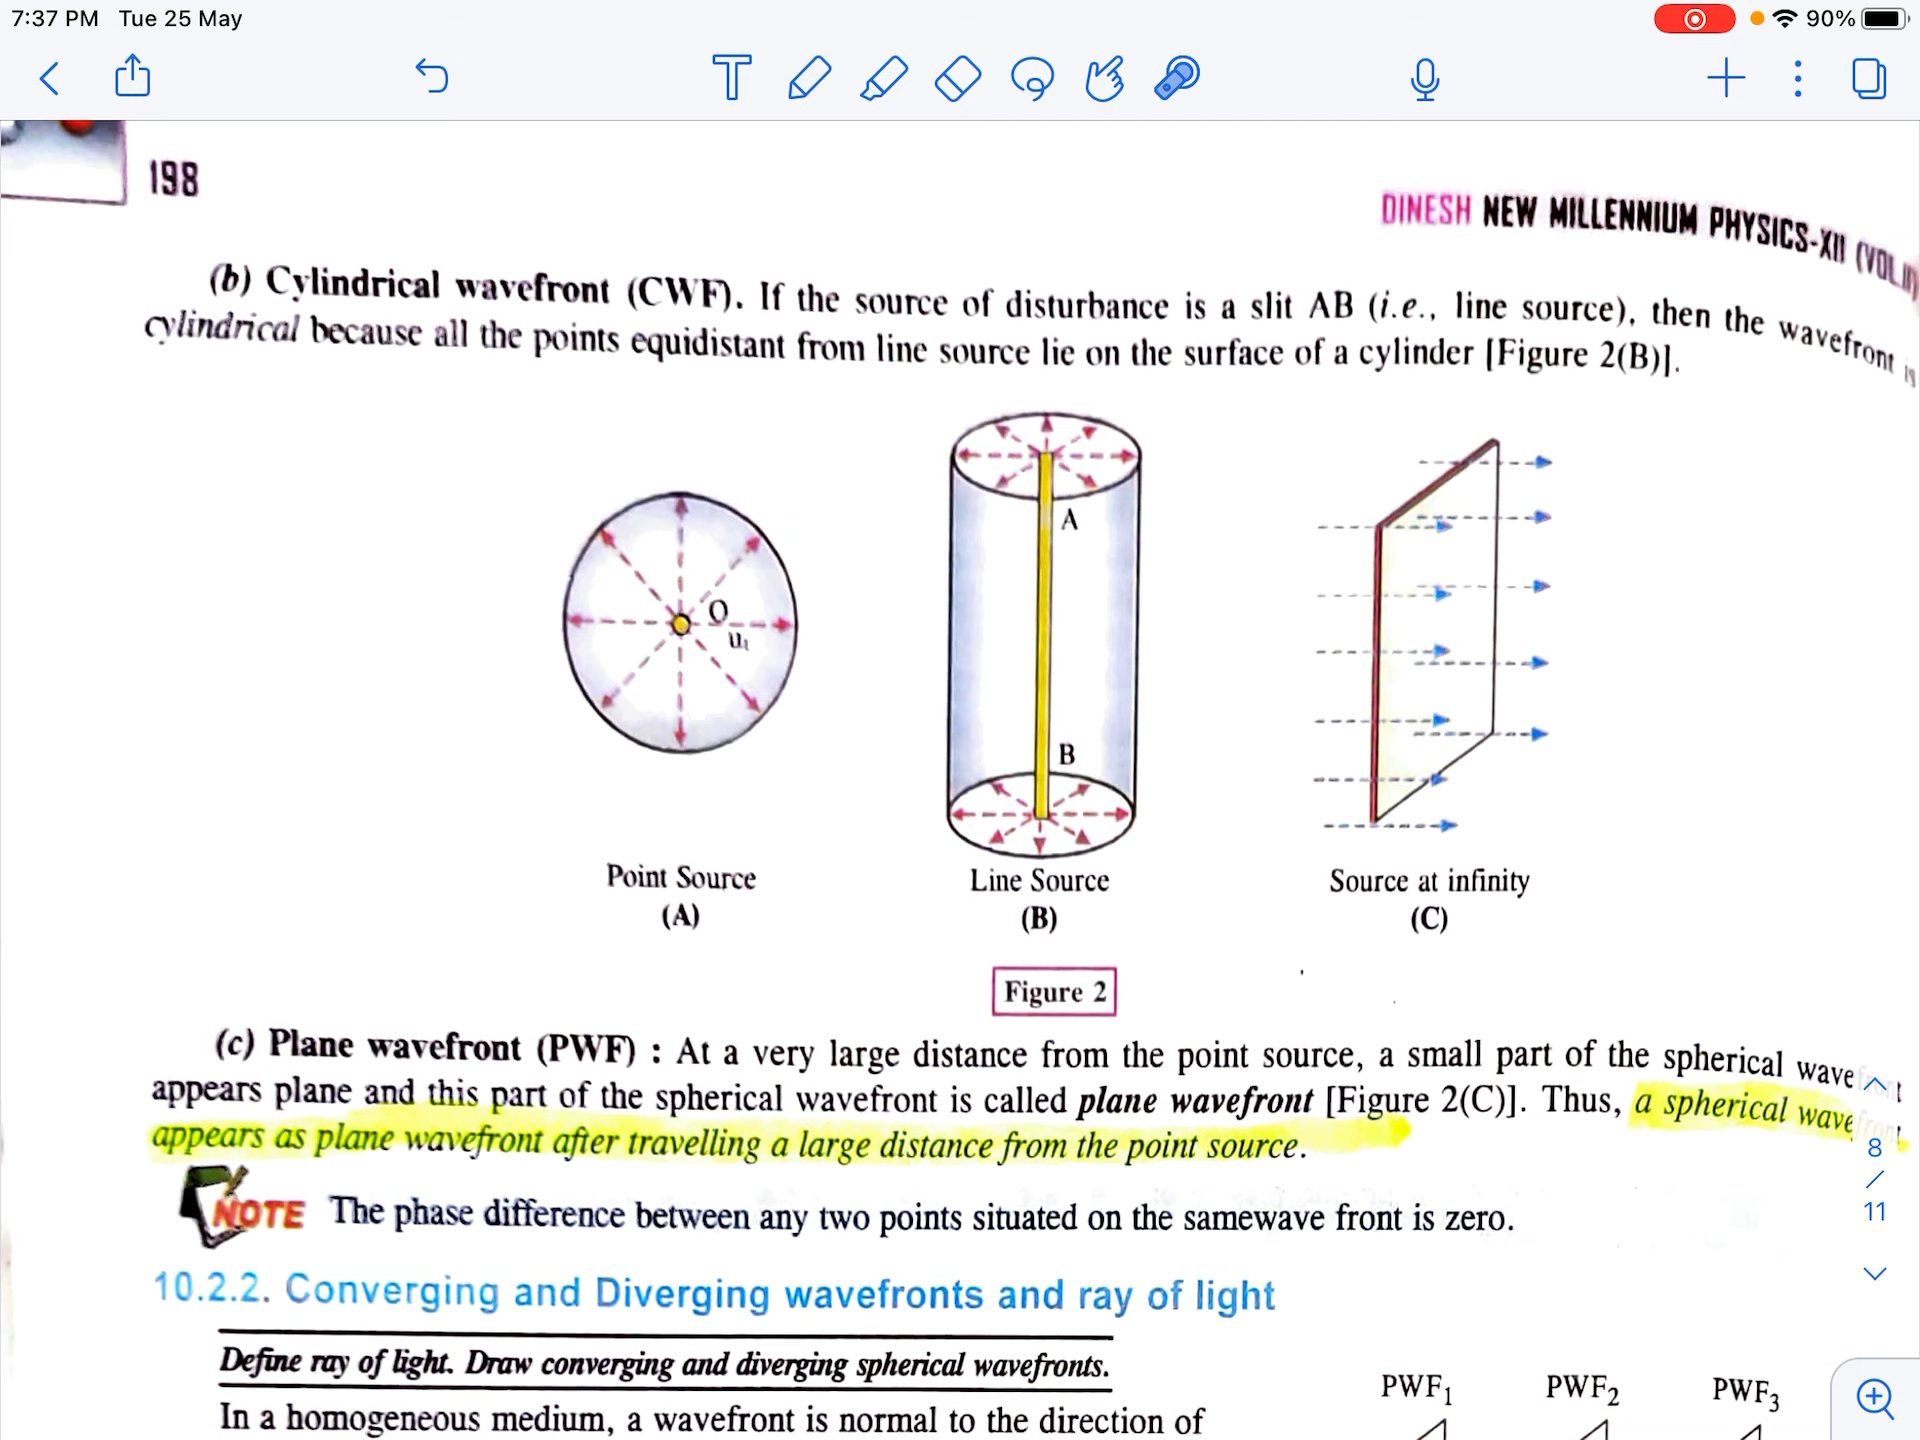 7:37 PM Tue 25 May
90%
198
DINESH NEW MILLENNIUM PHYSICS-XII (VOL.II)
(b) Cylindrical wavefront (CWF). If the source of disturbance is a slit AB (i.e., line source), then the wavefront is
cylindrical because all the points equidistant from line source lie on the surface of a cylinder [Figure 2(B)].
A
O
B
Point Source
(A)
Line Source
(B)
Source at infinity
(C)
Figure 2
(c) Plane wavefront (PWF) : At a very large distance from the point source, a small part of the spherical wavefront
appears plane and this part of the spherical wavefront is called plane wavefront [Figure 2(C)]. Thus, a spherical wavefront
appears as plane wavefront after travelling a large distance from the point source.
8
/
11
NOTE The phase difference between any two points situated on the samewave front is zero.
10.2.2. Converging and Diverging wavefronts and ray of light
Define ray of light. Draw converging and diverging spherical wavefronts.
PWF1 PWF2 PWF3
In a homogeneous medium, a wavefront is normal to the direction of